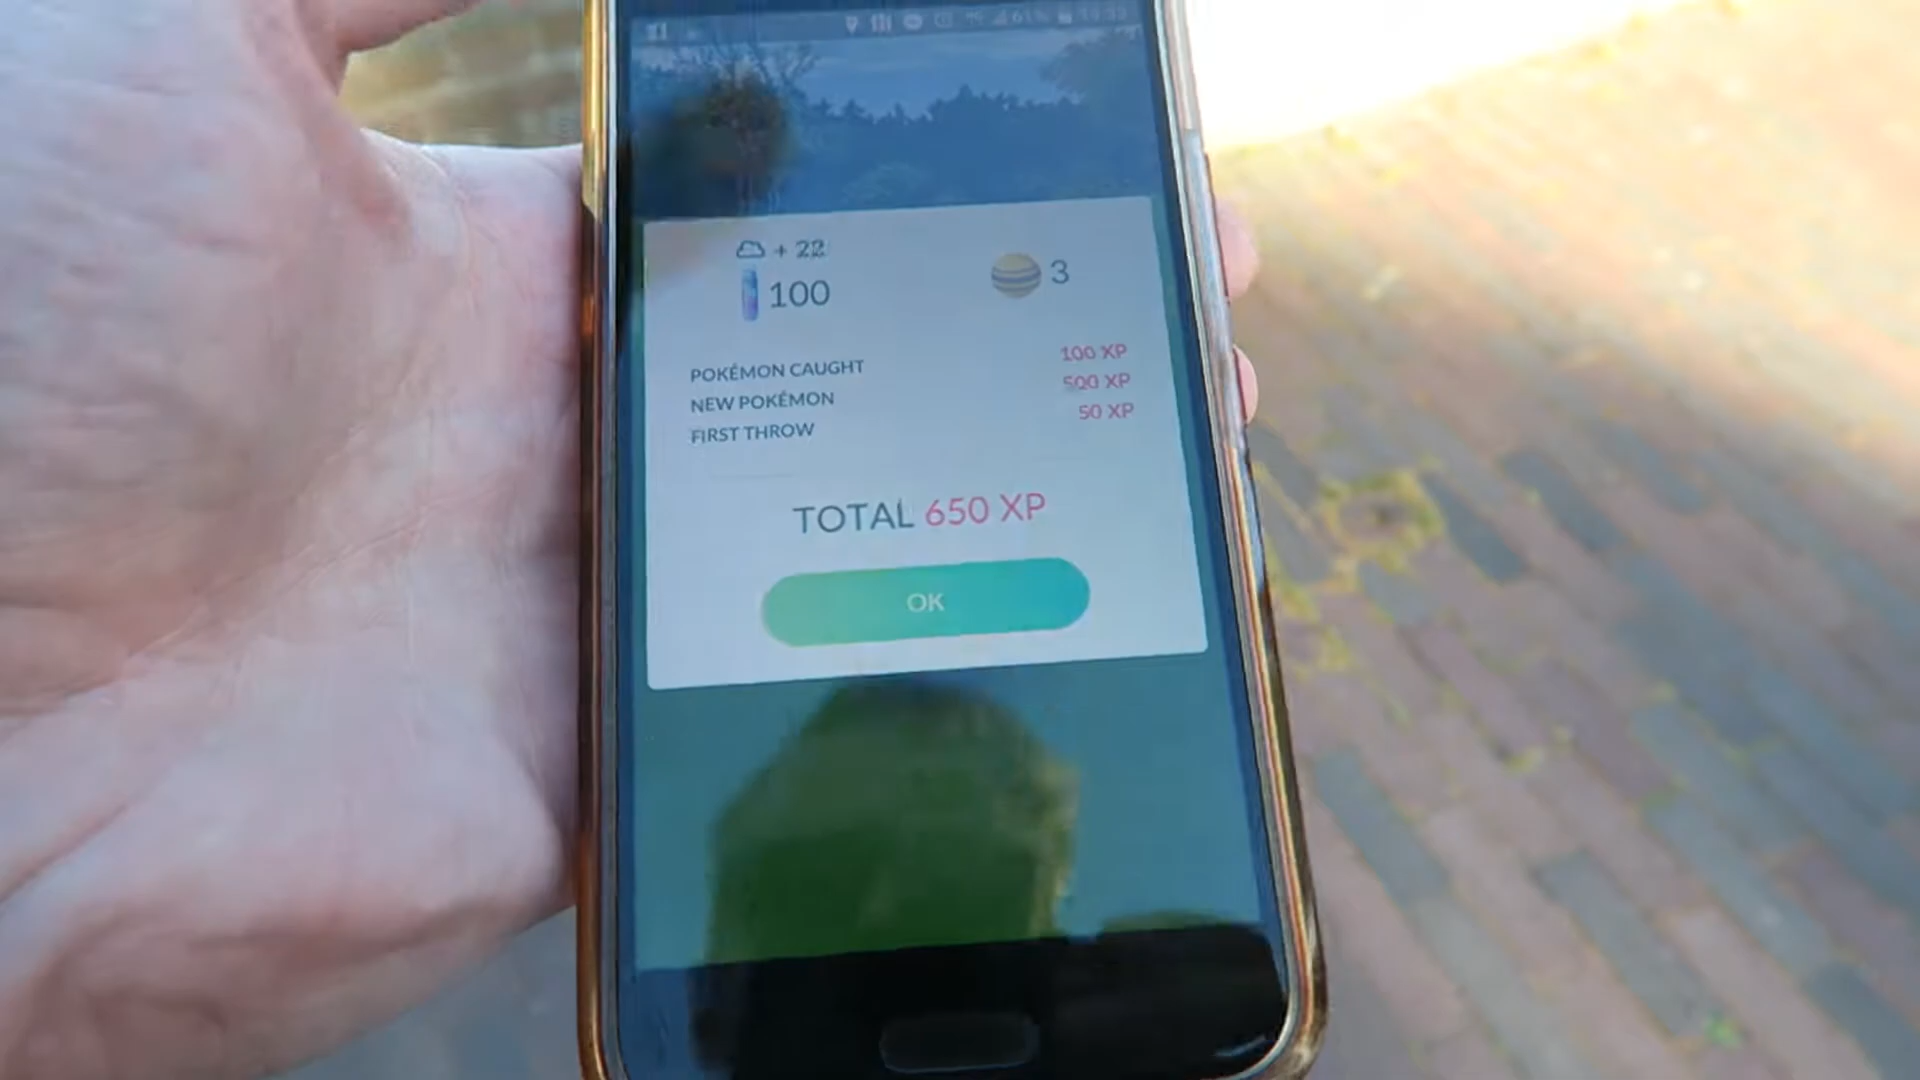 61%
+ 22
100
3
POKÉMON CAUGHT 100 XP
NEW POKÉMON 500 XP
FIRST THROW 50 XP
TOTAL 650 XP
OK